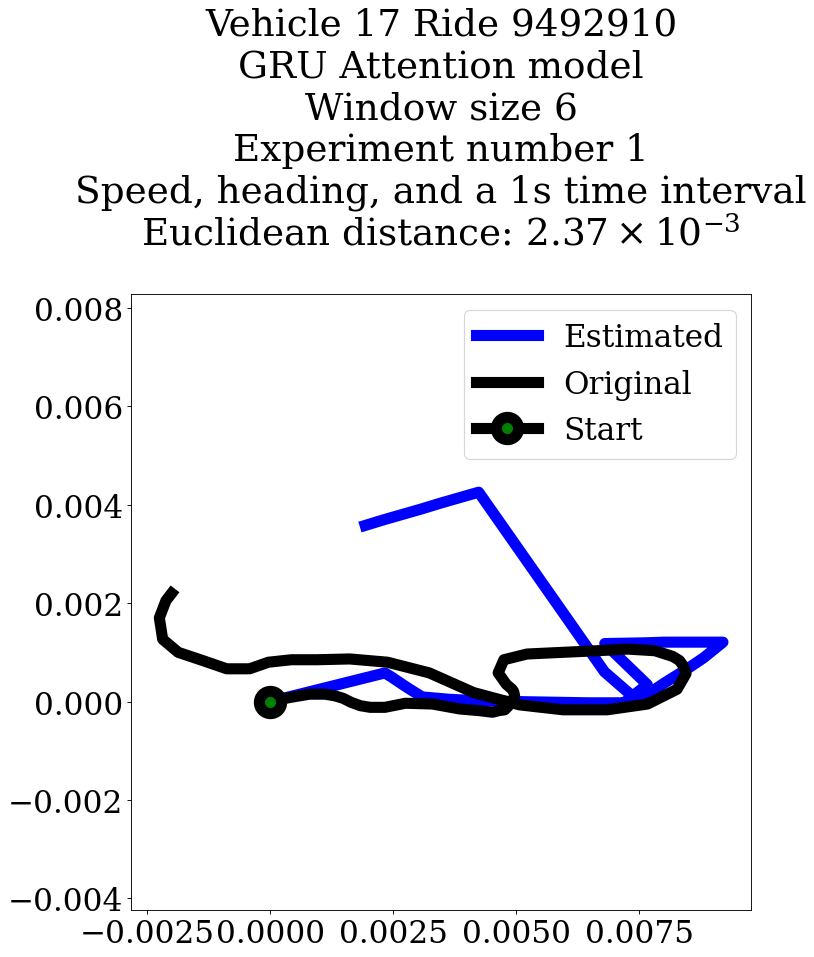 Vehicle 17 Ride 9492910
GRU Attention model
Window size 6
Experiment number 1
Speed, heading, and a 1s time interval
Euclidean distance: 2.37 × 10⁻³
Estimated
Original
Start
0.008
0.006
0.004
0.002
0.000
−0.002
−0.004
−0.0025 0.0000 0.0025 0.0050 0.0075